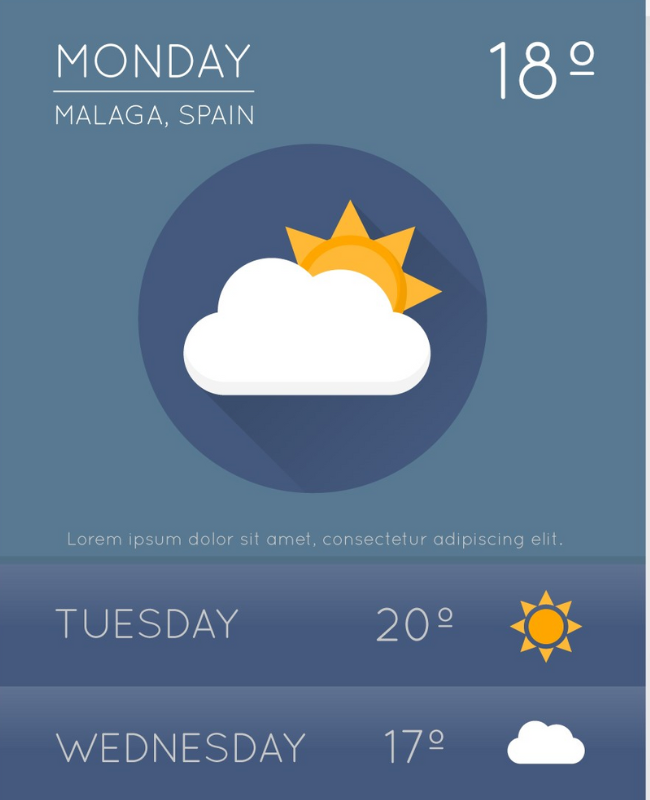 MONDAY
18º
MALAGA, SPAIN
Lorem ipsum dolor sit amet, consectetur adipiscing elit.
TUESDAY 20º
WEDNESDAY 17º